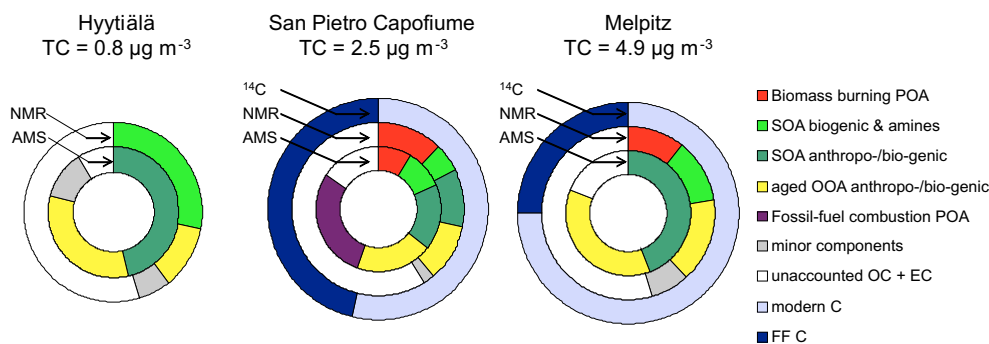 Hyytiälä
TC = 0.8 µg m-3
NMR
AMS
San Pietro Capofiume
TC = 2.5 µg m-3
14C
NMR
AMS
Melpitz
TC = 4.9 µg m-3
14C
NMR
AMS
Biomass burning POA
SOA biogenic & amines
SOA anthropo-/bio-genic
aged OOA anthropo-/bio-genic
Fossil-fuel combustion POA
minor components
unaccounted OC + EC
modern C
FF C